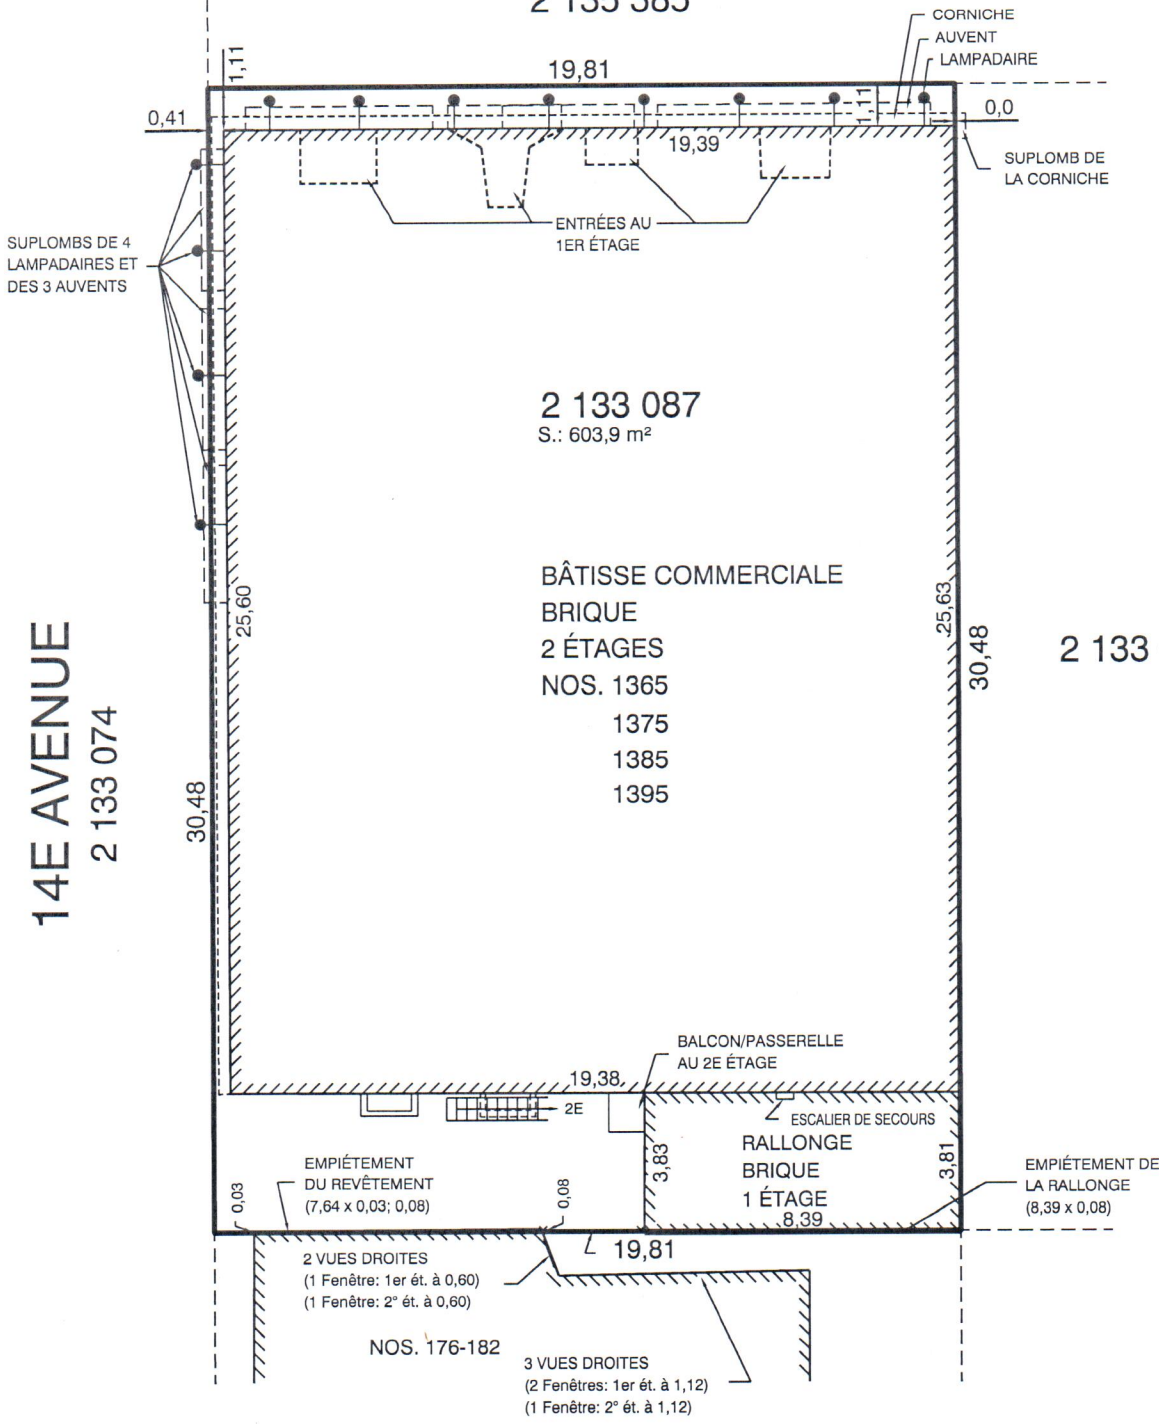 2 135 385
CORNICHE
AUVENT
LAMPADAIRE
1,11
19,81
1,11
0,41
0,0
19,39
SUPLOMB DE
LA CORNICHE
ENTRÉES AU
1ER ÉTAGE
SUPLOMBS DE 4
LAMPADAIRES ET
DES 3 AUVENTS
2 133 087
S.: 603,9 m²
BÂTISSE COMMERCIALE
BRIQUE
2 ÉTAGES
NOS. 1365
1375
1385
1395
25,60
25,63
30,48
30,48
2 133
14E AVENUE
2 133 074
BALCON/PASSERELLE
AU 2E ÉTAGE
19,38
2E
ESCALIER DE SECOURS
RALLONGE
BRIQUE
1 ÉTAGE
8,39
3,83
3,81
EMPIÉTEMENT
DU REVÊTEMENT
(7,64 x 0,03; 0,08)
0,03
0,08
EMPIÉTEMENT DE
LA RALLONGE
(8,39 x 0,08)
19,81
2 VUES DROITES
(1 Fenêtre: 1er ét. à 0,60)
(1 Fenêtre: 2° ét. à 0,60)
NOS. 176-182
3 VUES DROITES
(2 Fenêtres: 1er ét. à 1,12)
(1 Fenêtre: 2° ét. à 1,12)